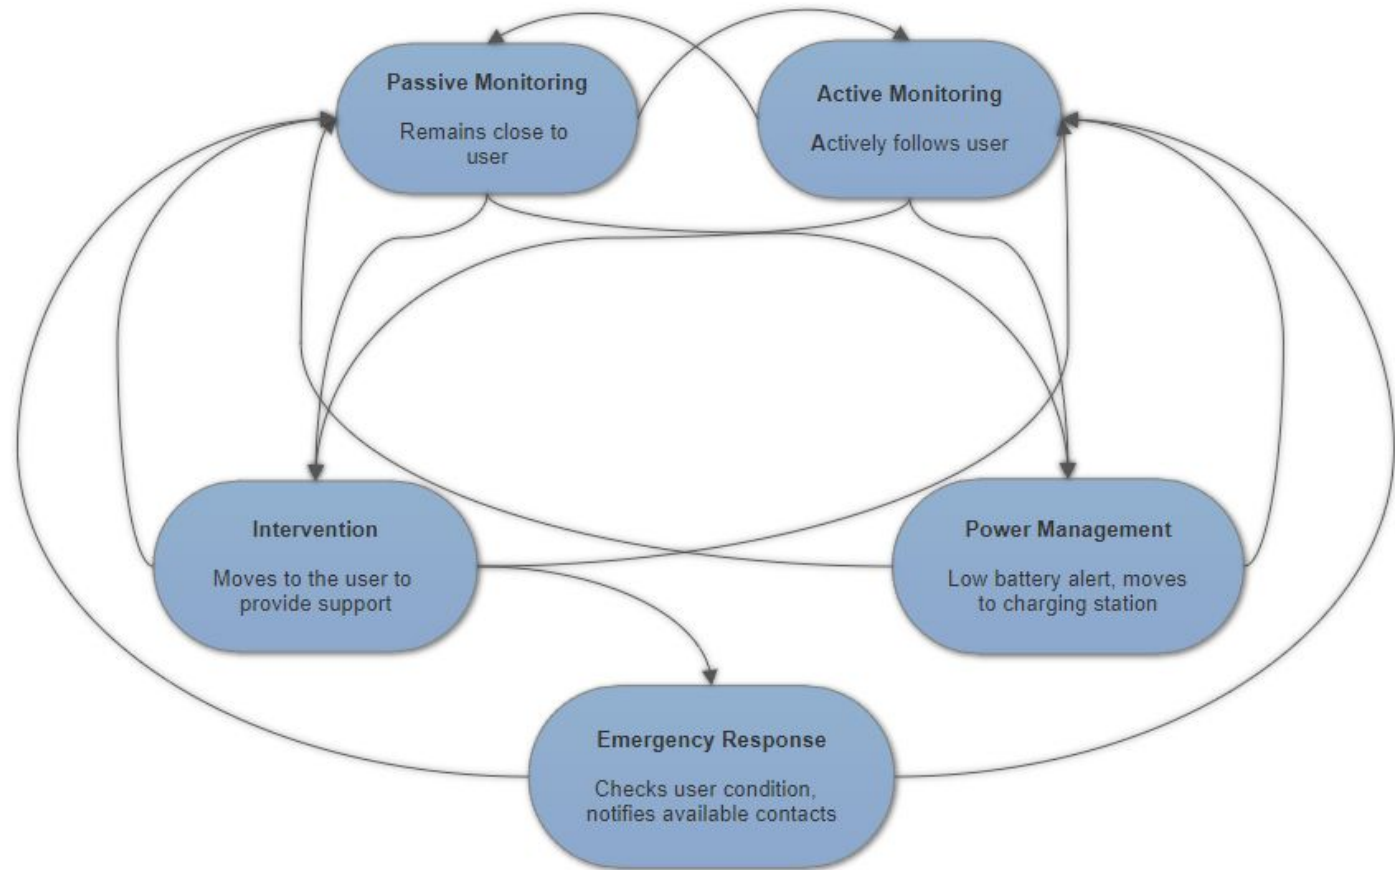 Passive Monitoring
Remains close to
user
Active Monitoring
Actively follows user
Intervention
Moves to the user to
provide support
Power Management
Low battery alert, moves
to charging station
Emergency Response
Checks user condition,
notifies available contacts